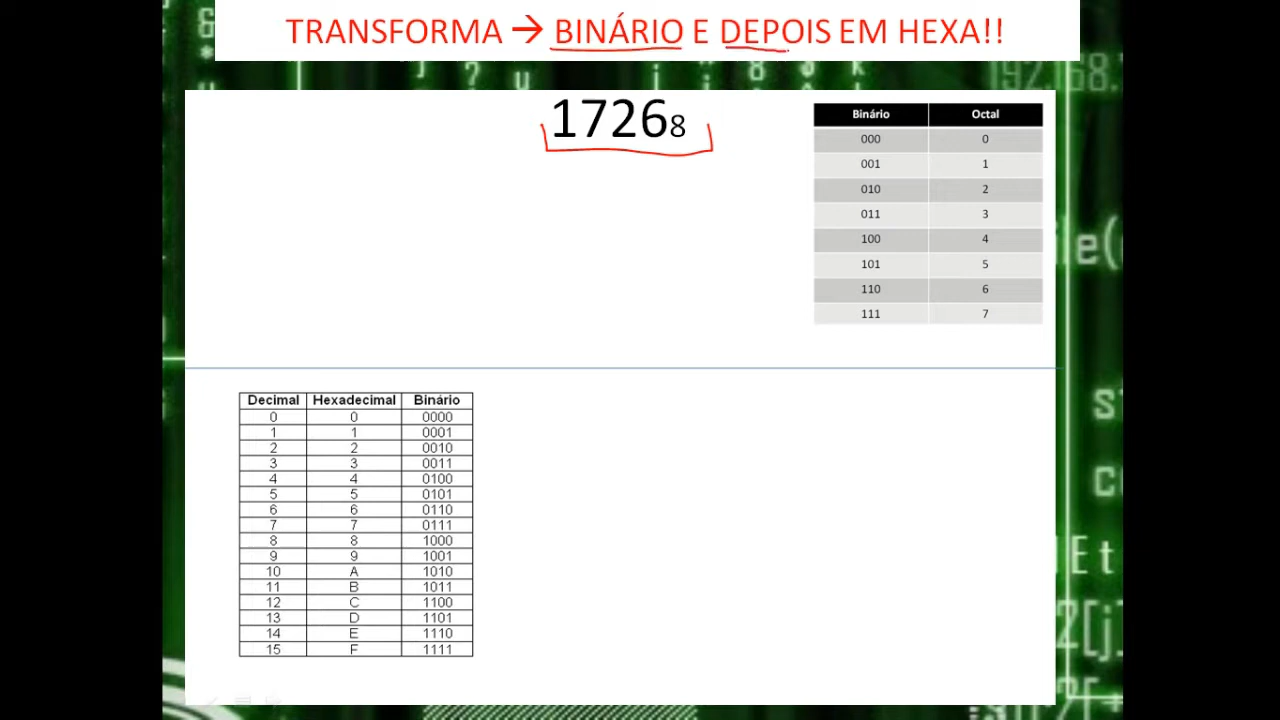 TRANSFORMA → BINÁRIO E DEPOIS EM HEXA!!
1726₈
Binário Octal
000 0
001 1
010 2
011 3
100 4
101 5
110 6
111 7
Decimal Hexadecimal Binário
0 0 0000
1 1 0001
2 2 0010
3 3 0011
4 4 0100
5 5 0101
6 6 0110
7 7 0111
8 8 1000
9 9 1001
10 A 1010
11 B 1011
12 C 1100
13 D 1101
14 E 1110
15 F 1111